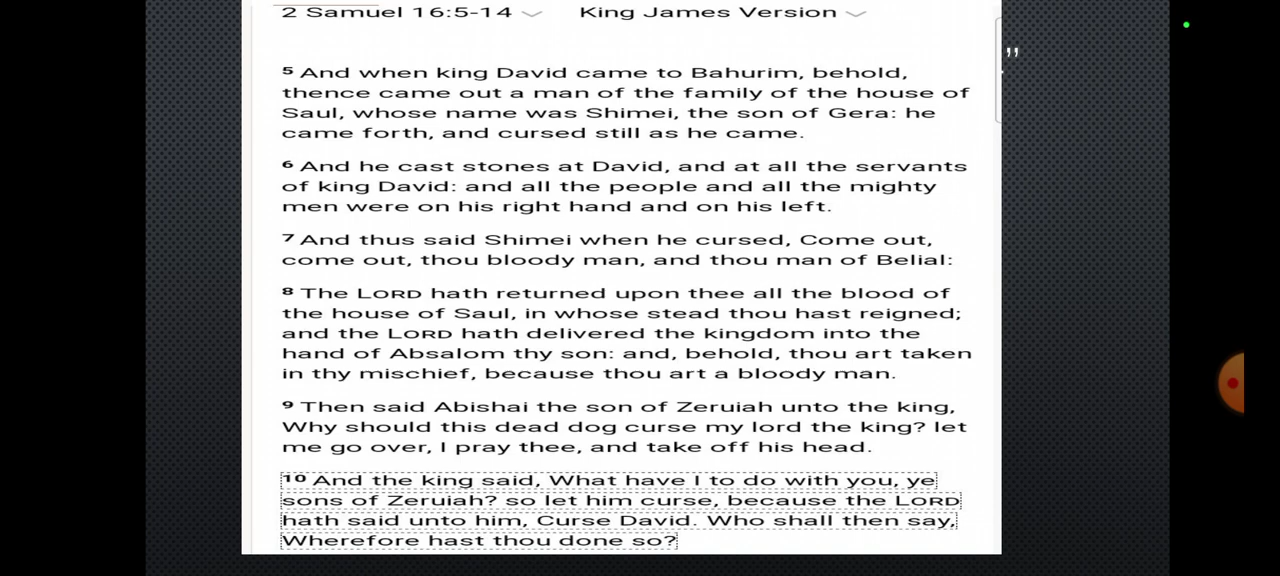 2 Samuel 16:5-14 King James Version
”
5 And when king David came to Bahurim, behold,
thence came out a man of the family of the house of
Saul, whose name was Shimei, the son of Gera: he
came forth, and cursed still as he came.
6 And he cast stones at David, and at all the servants
of king David: and all the people and all the mighty
men were on his right hand and on his left.
7 And thus said Shimei when he cursed, Come out,
come out, thou bloody man, and thou man of Belial:
8 The LORD hath returned upon thee all the blood of
the house of Saul, in whose stead thou hast reigned;
and the LORD hath delivered the kingdom into the
hand of Absalom thy son: and, behold, thou art taken
in thy mischief, because thou art a bloody man.
9 Then said Abishai the son of Zeruiah unto the king,
Why should this dead dog curse my lord the king? let
me go over, I pray thee, and take off his head.
10 And the king said, What have I to do with you, ye
sons of Zeruiah? so let him curse, because the LORD
hath said unto him, Curse David. Who shall then say,
Wherefore hast thou done so?